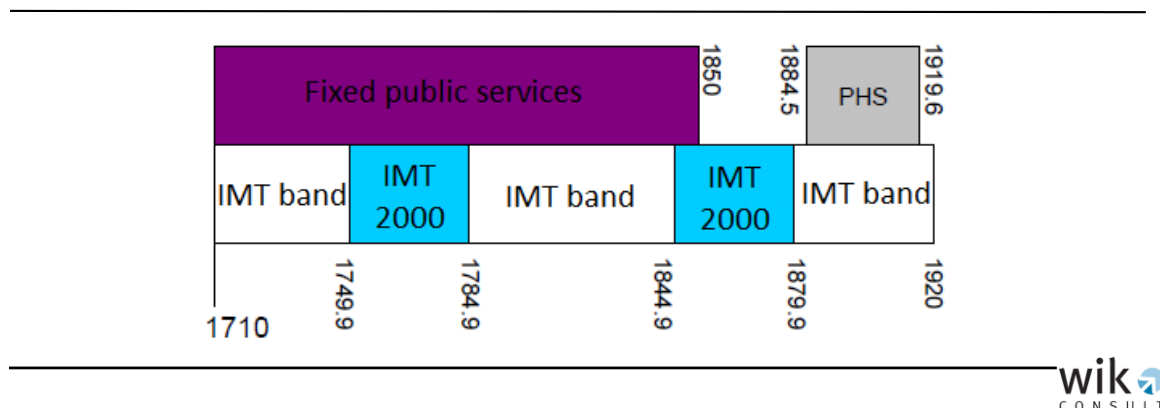 Fixed public services
1850
1884.5
PHS
1919.6
IMT band
IMT
2000
IMT band
IMT
2000
IMT band
1710
1749.9
1784.9
1844.9
1879.9
1920
wik
CONSULT